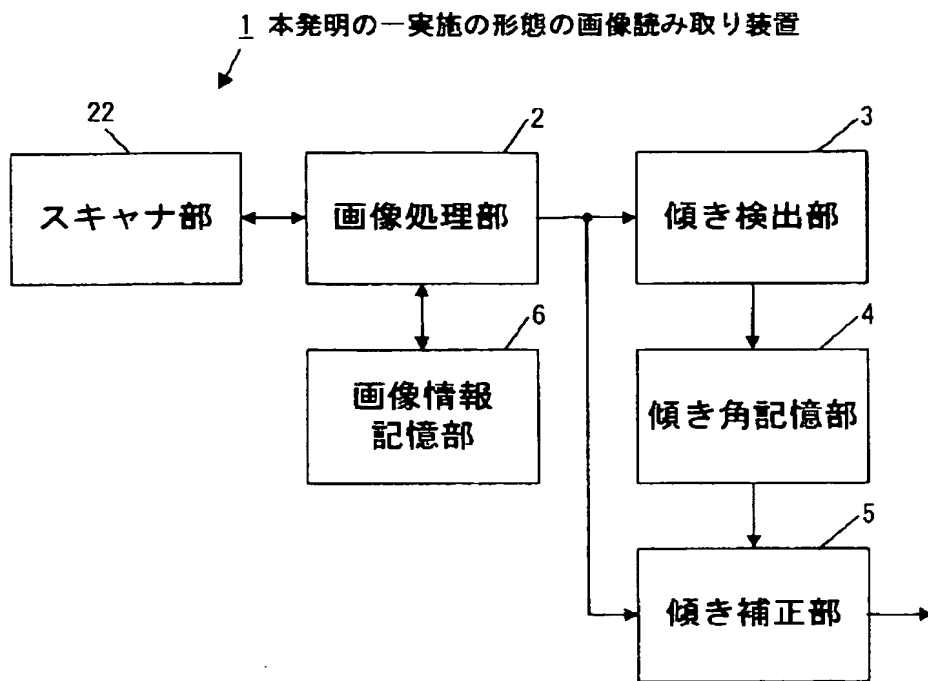 1 本発明の一実施の形態の画像読み取り装置
22
2
3
スキャナ部
画像処理部
傾き検出部
6
4
画像情報
記憶部
傾き角記憶部
5
傾き補正部